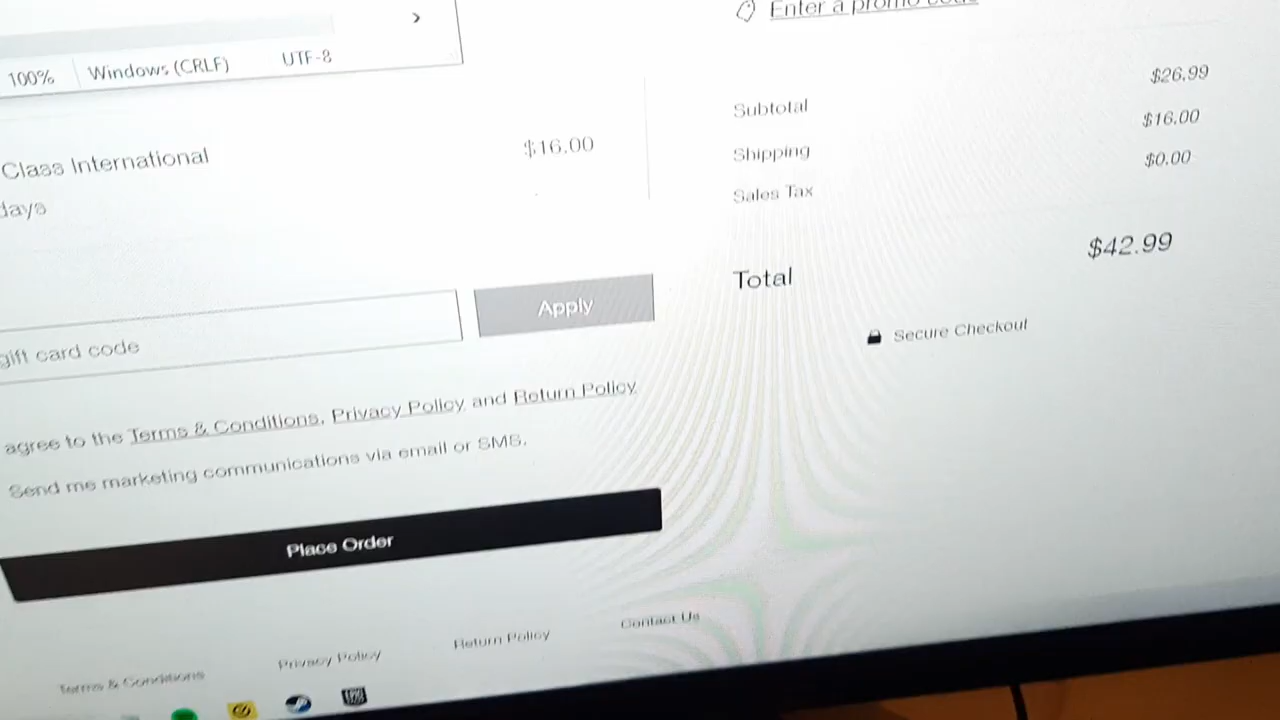 100% Windows (CRLF) UTF-8
Class International $16.00
days
gift card code
Apply
agree to the Terms & Conditions, Privacy Policy and Return Policy
Send me marketing communications via email or SMS.
Place Order
Terms & Conditions Privacy Policy Return Policy Contact Us
Enter a promo code
Subtotal $26.99
Shipping $16.00
Sales Tax $0.00
Total $42.99
Secure Checkout
EPIC